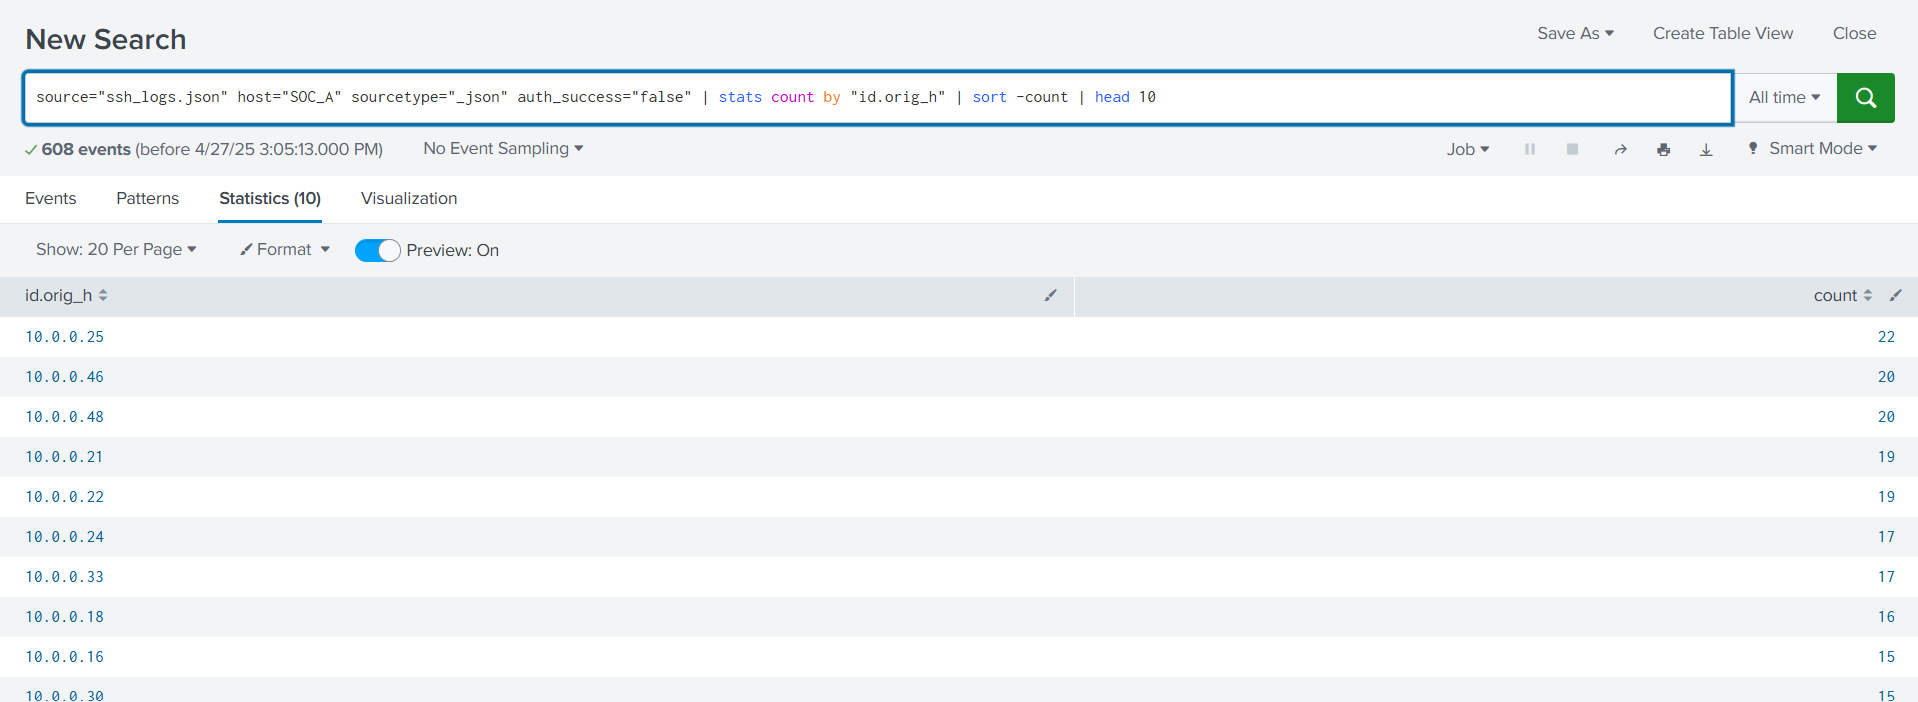 New Search
Save As
Create Table View
Close
source="ssh_logs.json" host="SOC_A" sourcetype="_json" auth_success="false" | stats count by "id.orig_h" | sort -count | head 10
All time
608 events (before 4/27/25 3:05:13.000 PM)
No Event Sampling
Job
Smart Mode
Events
Patterns
Statistics (10)
Visualization
Show: 20 Per Page
Format
Preview: On
id.orig_h count
10.0.0.25 22
10.0.0.46 20
10.0.0.48 20
10.0.0.21 19
10.0.0.22 19
10.0.0.24 17
10.0.0.33 17
10.0.0.18 16
10.0.0.16 15
10.0.0.30 15